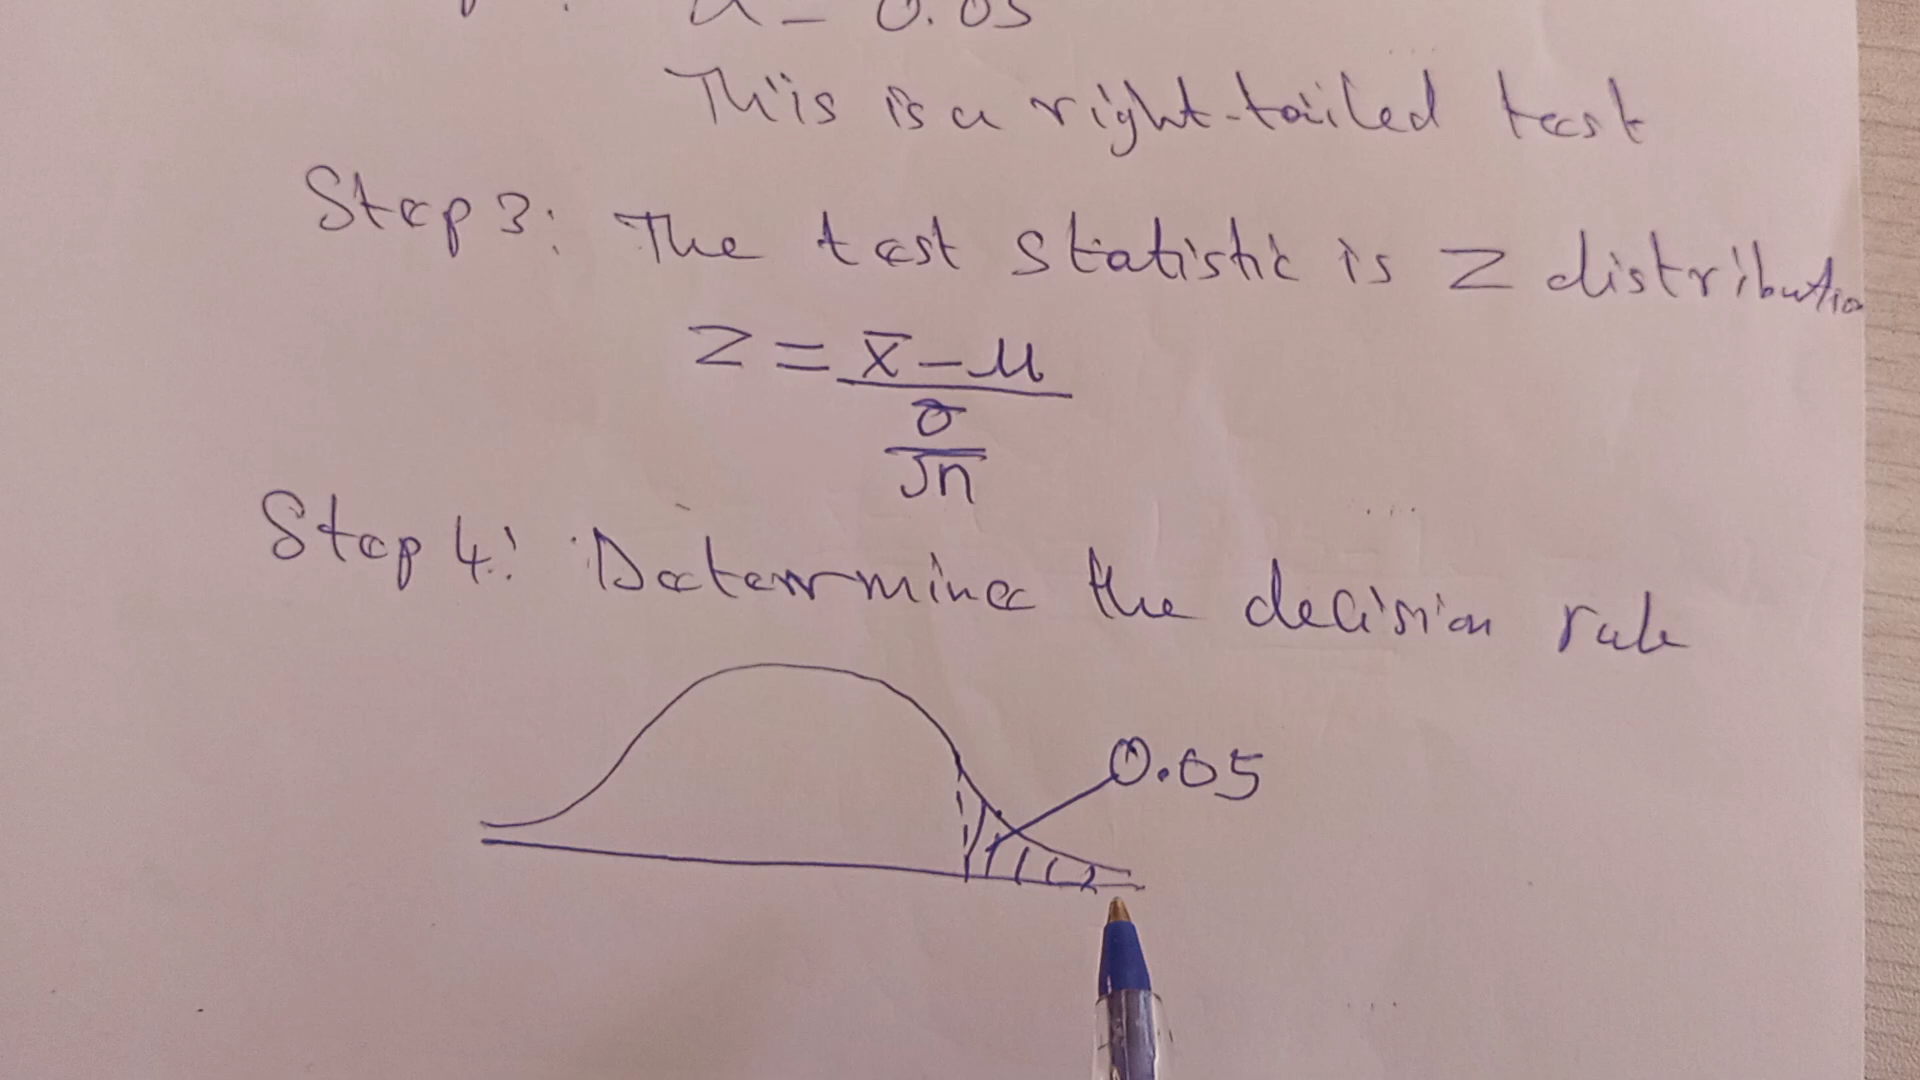 α = 0.05
This is a right-tailed test
Step 3: The test statistic is Z distribution
Z = x̄ - μ
σ
√n
Step 4: Determine the decision rule
0.05